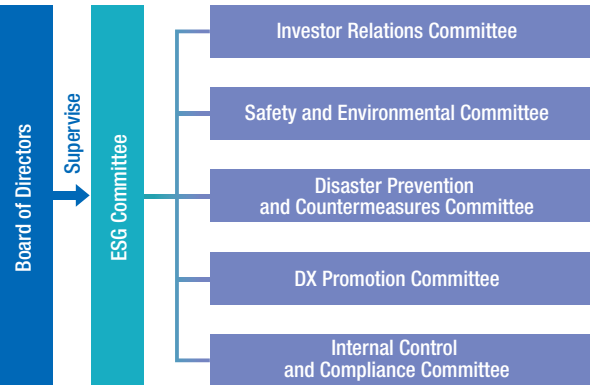 Board of Directors
Supervise
ESG Committee
Investor Relations Committee
Safety and Environmental Committee
Disaster Prevention
and Countermeasures Committee
DX Promotion Committee
Internal Control
and Compliance Committee